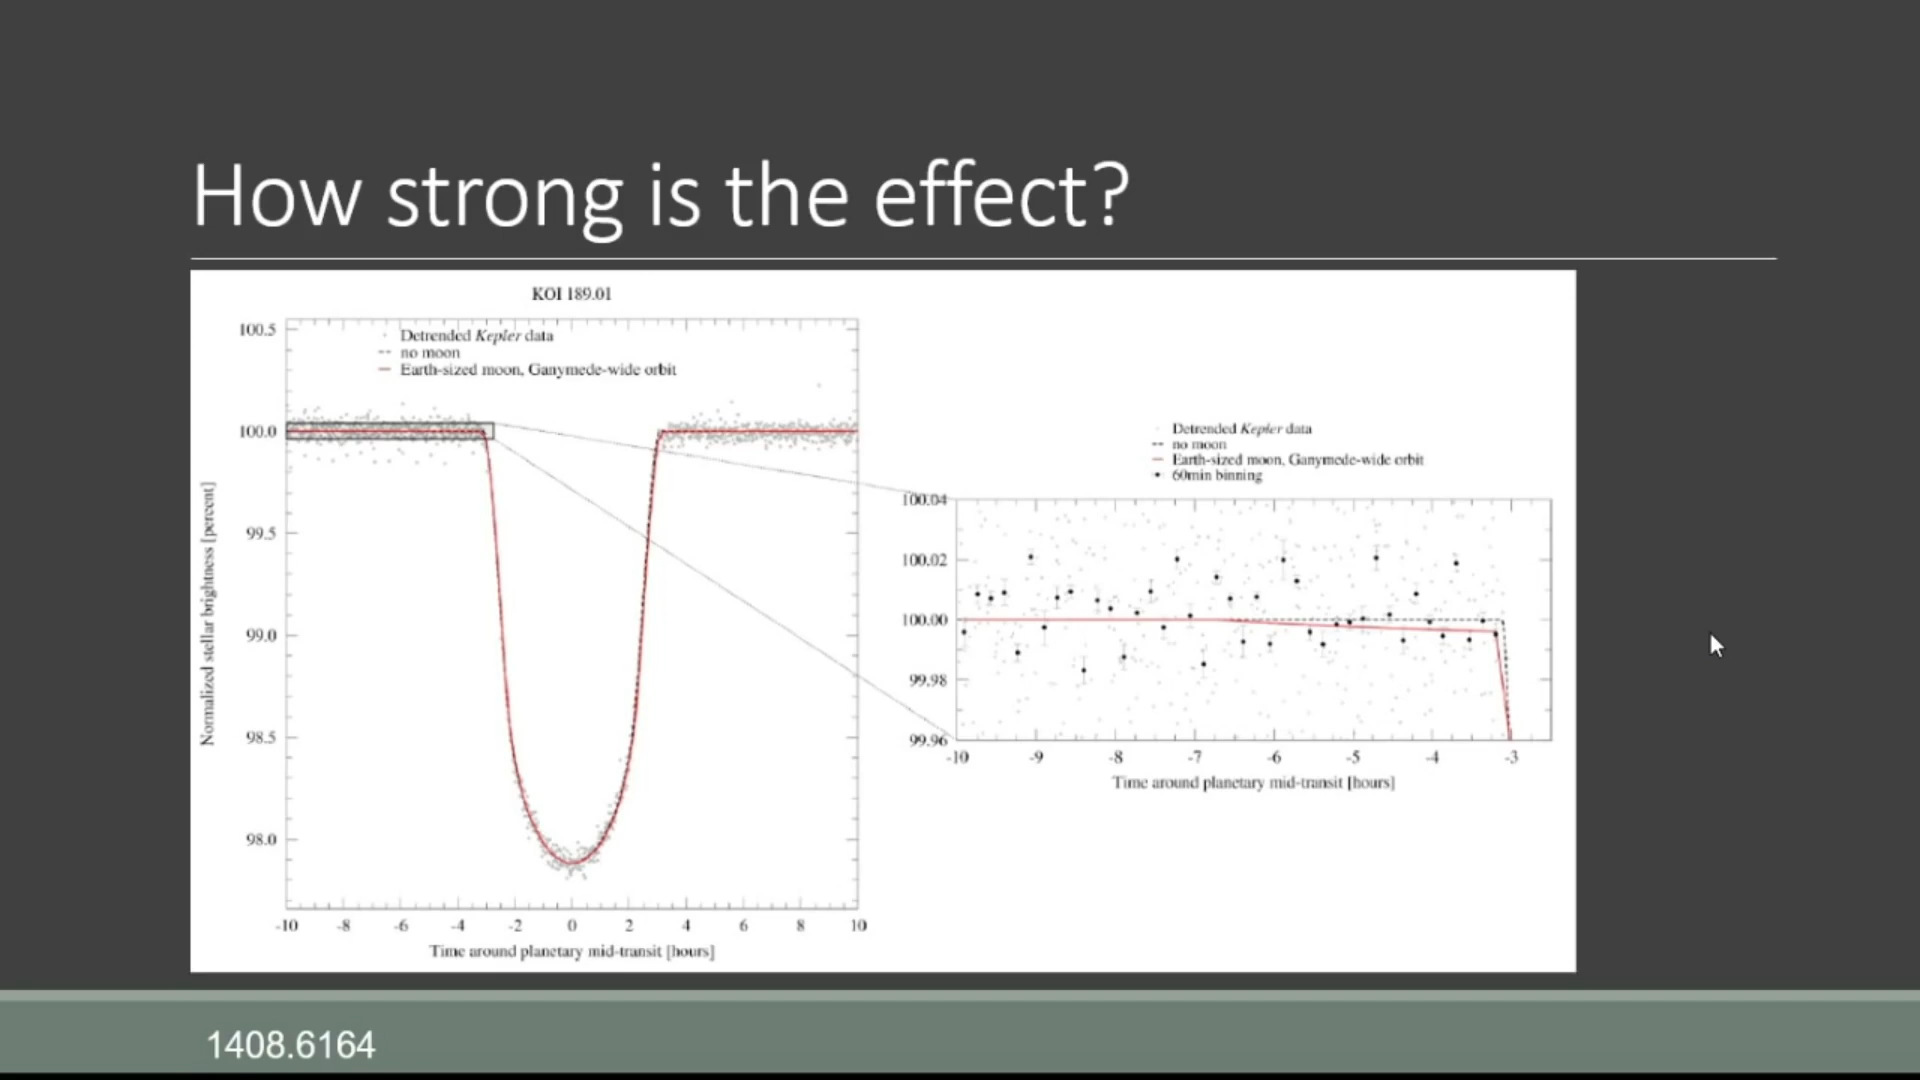 How strong is the effect?
KOI 189.01
Detrended Kepler data
no moon
Earth-sized moon, Ganymede-wide orbit
100.5
100.0
99.5
99.0
98.5
98.0
Normalized stellar brightness [percent]
-10 -8 -6 -4 -2 0 2 4 6 8 10
Time around planetary mid-transit [hours]
Detrended Kepler data
no moon
Earth-sized moon, Ganymede-wide orbit
60min binning
100.04
100.02
100.00
99.98
99.96
-10 -9 -8 -7 -6 -5 -4 -3
Time around planetary mid-transit [hours]
1408.6164